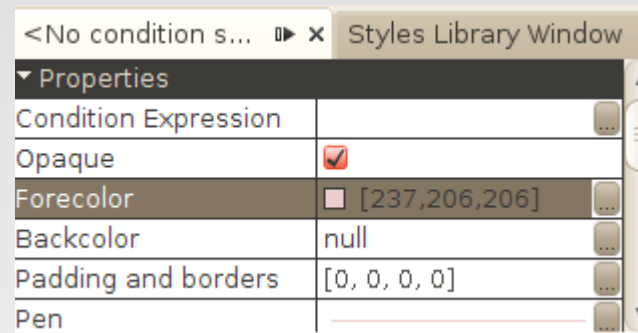 <No condition s... Styles Library Window
Properties
Condition Expression ...
Opaque
Forecolor [237,206,206] ...
Backcolor null ...
Padding and borders [0, 0, 0, 0] ...
Pen ...